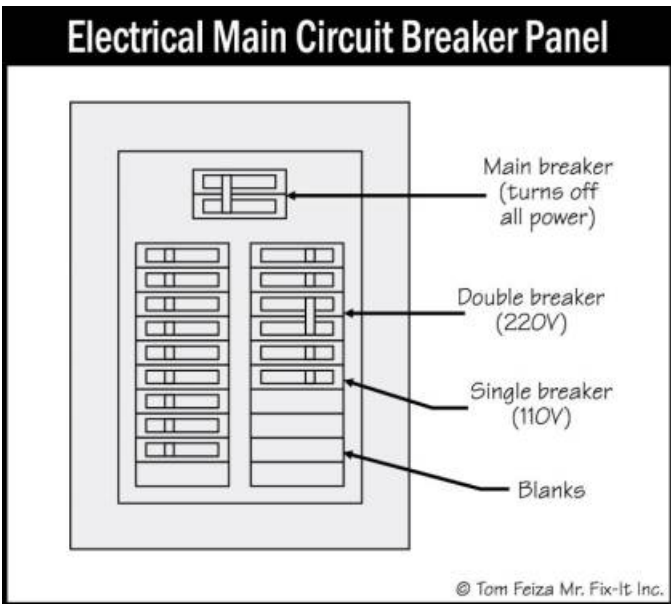 Electrical Main Circuit Breaker Panel
Main breaker
(turns off
all power)
Double breaker
(220V)
Single breaker
(110V)
Blanks
© Tom Feiza Mr. Fix-It Inc.